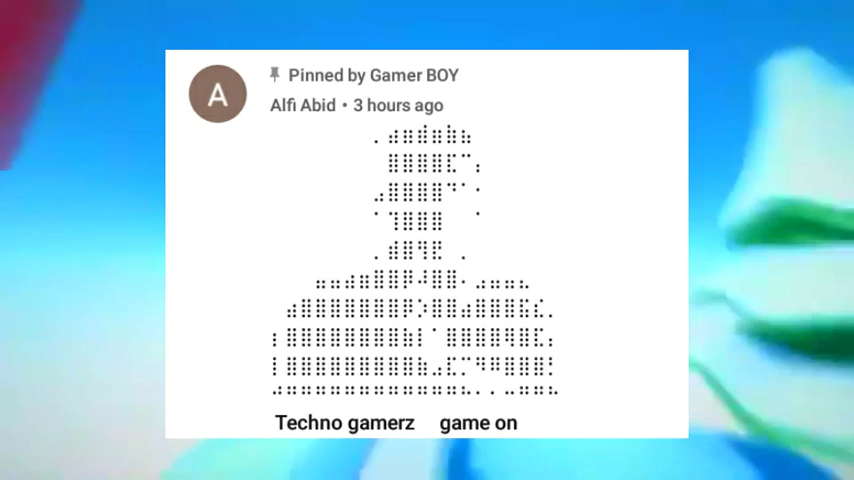 A
Pinned by Gamer BOY
Alfi Abid • 3 hours ago
Techno gamerz game on